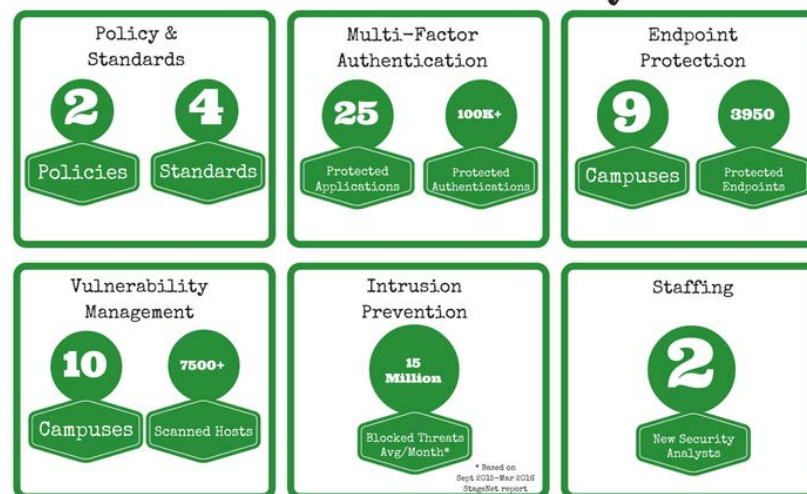 Policy &
Standards
2
4
Policies
Standards
Multi-Factor
Authentication
25
100K+
Protected
Applications
Protected
Authentications
Endpoint
Protection
9
3950
Campuses
Protected
Endpoints
Vulnerability
Management
10
7500+
Campuses
Scanned Hosts
Intrusion
Prevention
15
Million
Blocked Threats
Avg/Month*
* Based on
Sept 2015-Mar 2016
StageNet report
Staffing
2
New Security
Analysts